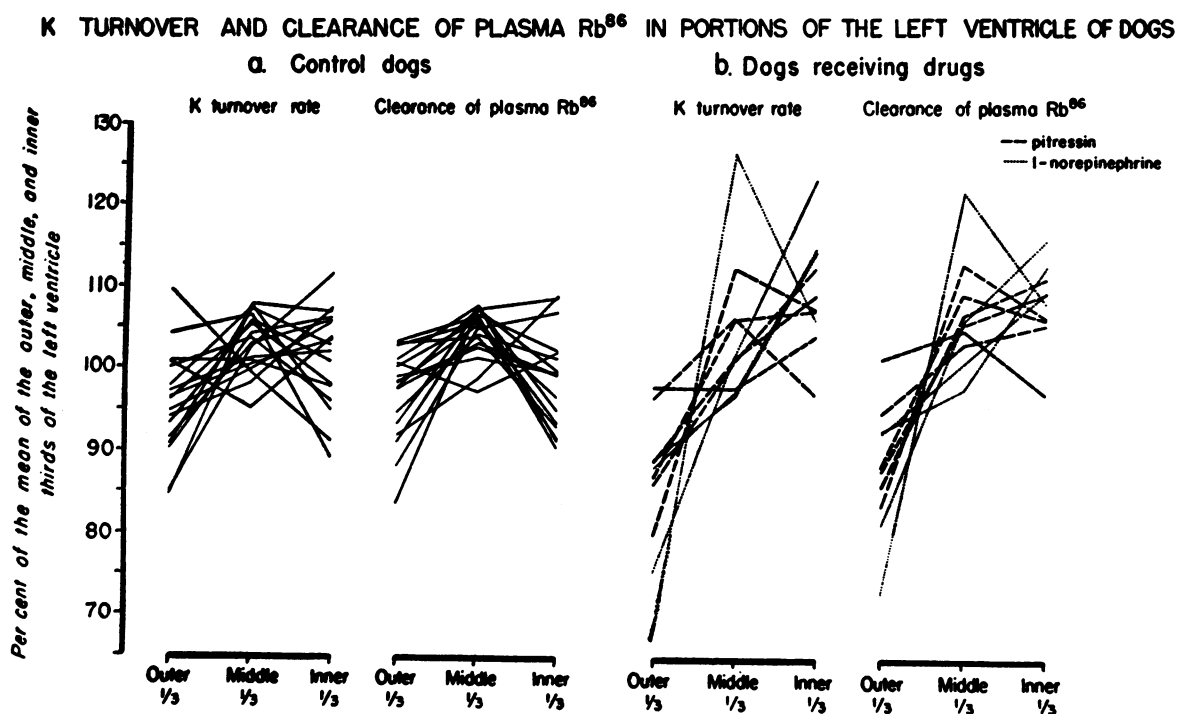 K TURNOVER AND CLEARANCE OF PLASMA Rb86 IN PORTIONS OF THE LEFT VENTRICLE OF DOGS
a. Control dogs
b. Dogs receiving drugs
K turnover rate
Clearance of plasma Rb86
K turnover rate
Clearance of plasma Rb86
pitressin
l-norepinephrine
Per cent of the mean of the outer, middle, and inner
thirds of the left ventricle
130
120
110
100
90
80
70
Outer 1/3
Middle 1/3
Inner 1/3
Outer 1/3
Middle 1/3
Inner 1/3
Outer 1/3
Middle 1/3
Inner 1/3
Outer 1/3
Middle 1/3
Inner 1/3